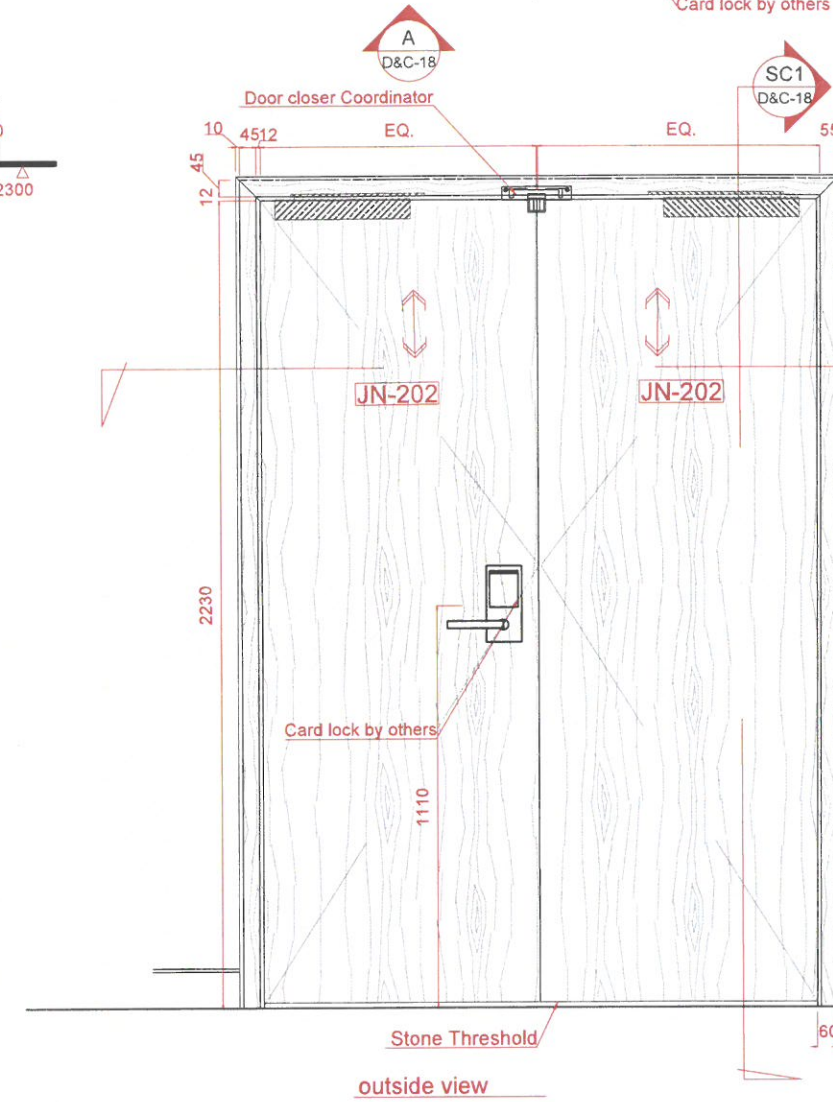 Card lock by others
A
D&C-18
SC1
D&C-18
Door closer Coordinator
10 45 12 EQ. EQ. 55
45
12
2300
JN-202 JN-202
2230
Card lock by others
1110
Stone Threshold
60
outside view